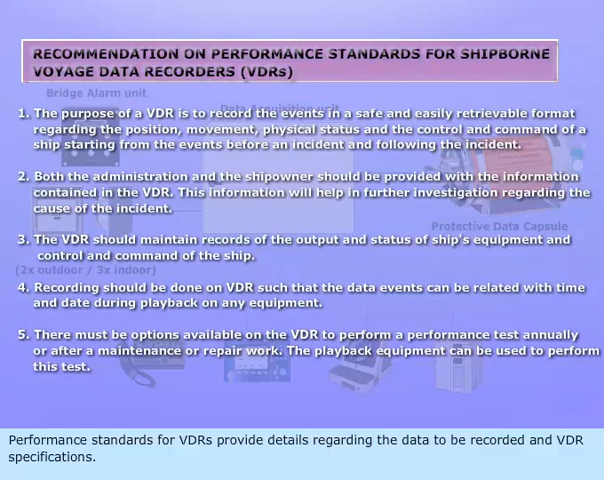 RECOMMENDATION ON PERFORMANCE STANDARDS FOR SHIPBORNE
VOYAGE DATA RECORDERS (VDRs)
Bridge Alarm unit
Data Acquisition unit
1. The purpose of a VDR is to record the events in a safe and easily retrievable format
regarding the position, movement, physical status and the control and command of a
ship starting from the events before an incident and following the incident.
2. Both the administration and the shipowner should be provided with the information
contained in the VDR. This information will help in further investigation regarding the
cause of the incident.
Protective Data Capsule
3. The VDR should maintain records of the output and status of ship's equipment and
control and command of the ship.
(2x outdoor / 3x indoor)
4. Recording should be done on VDR such that the data events can be related with time
and date during playback on any equipment.
5. There must be options available on the VDR to perform a performance test annually
or after a maintenance or repair work. The playback equipment can be used to perform
this test.
Performance standards for VDRs provide details regarding the data to be recorded and VDR
specifications.